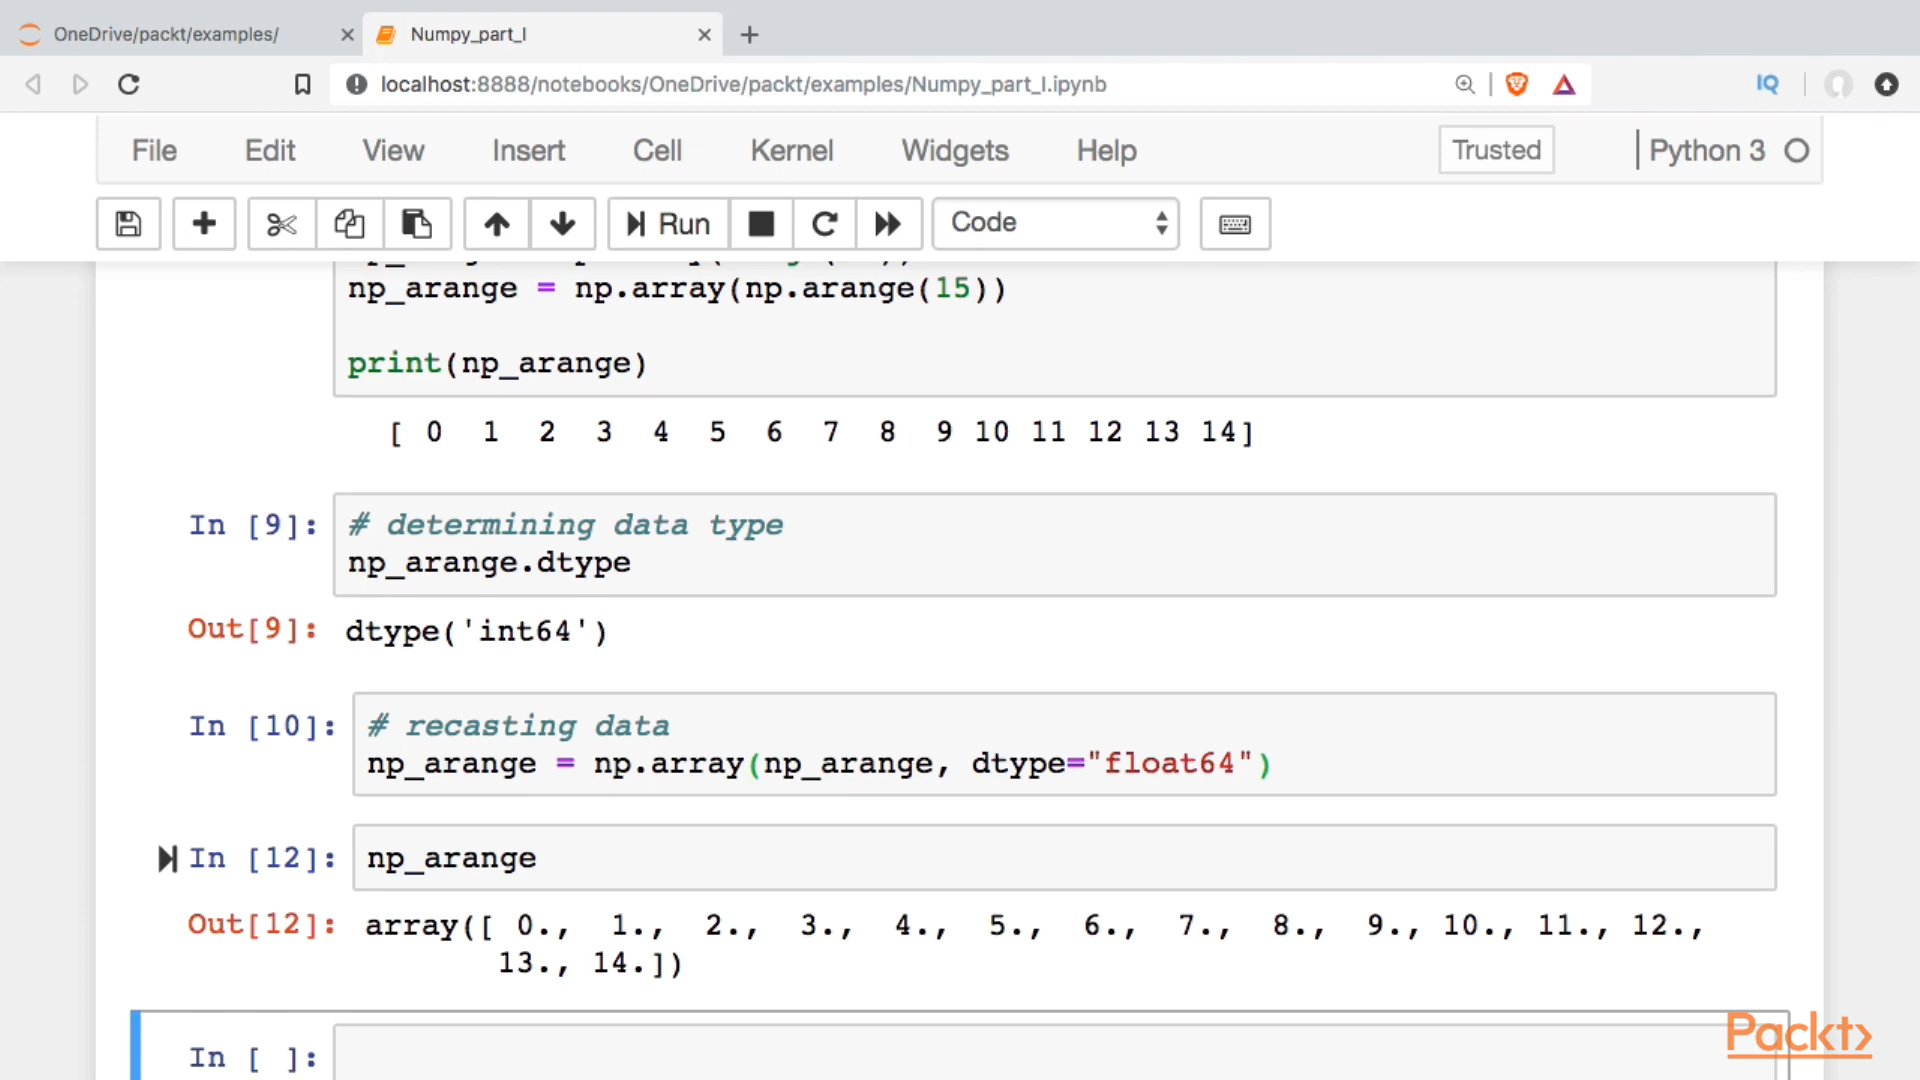 OneDrive/packt/examples/
Numpy_part_I
localhost:8888/notebooks/OneDrive/packt/examples/Numpy_part_I.ipynb
IQ
File Edit View Insert Cell Kernel Widgets Help Trusted Python 3
Run Code
np_arange = np.array(np.arange(15))
print(np_arange)
[ 0  1  2  3  4  5  6  7  8  9 10 11 12 13 14]
In [9]: # determining data type
np_arange.dtype
Out[9]: dtype('int64')
In [10]: # recasting data
np_arange = np.array(np_arange, dtype="float64")
In [12]: np_arange
Out[12]: array([ 0.,  1.,  2.,  3.,  4.,  5.,  6.,  7.,  8.,  9., 10., 11., 12.,
13., 14.])
In [ ]:
Packt>